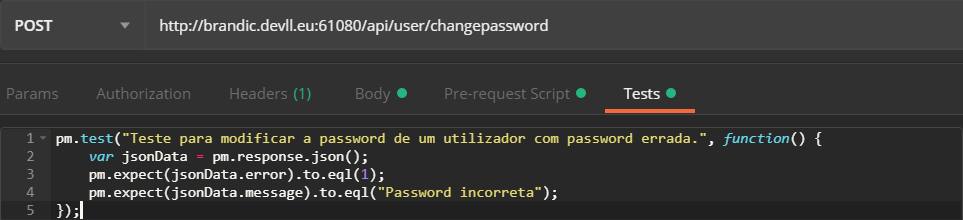 POST http://brandic.devll.eu:61080/api/user/changepassword
Params Authorization Headers (1) Body Pre-request Script Tests
1 pm.test("Teste para modificar a password de um utilizador com password errada.", function() {
2 var jsonData = pm.response.json();
3 pm.expect(jsonData.error).to.eql(1);
4 pm.expect(jsonData.message).to.eql("Password incorreta");
5 });